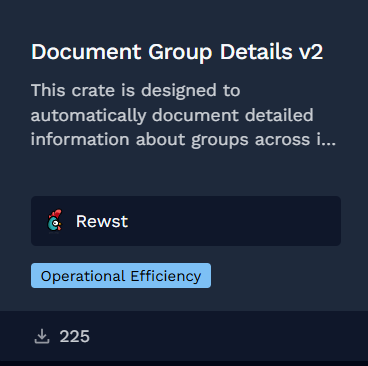 Document Group Details v2
This crate is designed to
automatically document detailed
information about groups across i...
Rewst
Operational Efficiency
225